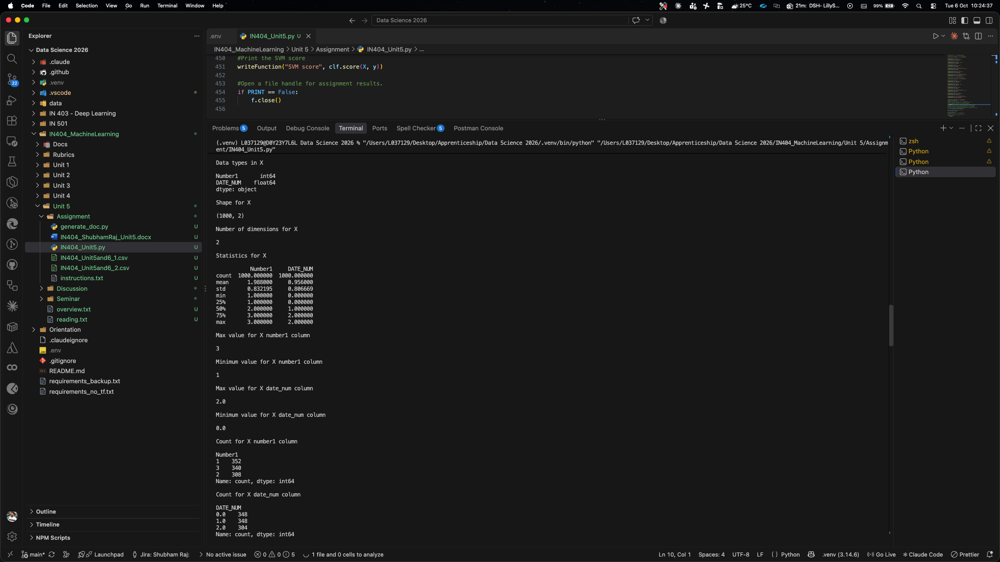 Code File Edit Selection View Go Run Terminal Window Help
25°C 21m: DSH- LillyS... 99% Tue 6 Oct 10:24:37
Data Science 2026
Explorer
Data Science 2026
.claude
.github
.venv
.vscode
data
IN 403 - Deep Learning
IN 501
IN404_MachineLearning
Docs
Rubrics
Unit 1
Unit 2
Unit 3
Unit 4
Unit 5
Assignment
generate_doc.py U
IN404_ShubhamRaj_Unit5.docx U
IN404_Unit5.py U
IN404_Unit5and6_1.csv U
IN404_Unit5and6_2.csv U
instructions.txt U
Discussion
Seminar
overview.txt U
reading.txt U
Orientation
.claudeignore
.env
.gitignore
README.md
requirements_backup.txt
requirements_no_tf.txt
Outline
Timeline
NPM Scripts
22
.env IN404_Unit5.py U
IN404_MachineLearning > Unit 5 > Assignment > IN404_Unit5.py > ...
450 #Print the SVM score
451 writeFunction("SVM score", clf.score(X, y))
452
453 #Open a file handle for assignment results.
454 if PRINT == False:
455 f.close()
456
Problems 5 Output Debug Console Terminal Ports Spell Checker 5 Postman Console
(.venv) L037129@D0Y23Y7L6L Data Science 2026 % "/Users/L037129/Desktop/Apprenticeship/Data Science 2026/.venv/bin/python" "/Users/L037129/Desktop/Apprenticeship/Data Science 2026/IN404_MachineLearning/Unit 5/Assignm
ent/IN404_Unit5.py"
Data types in X
Number1 int64
DATE_NUM float64
dtype: object
Shape for X
(1000, 2)
Number of dimensions for X
2
Statistics for X
Number1 DATE_NUM
count 1000.000000 1000.000000
mean 1.988000 0.956000
std 0.832195 0.806669
min 1.000000 0.000000
25% 1.000000 0.000000
50% 2.000000 1.000000
75% 3.000000 2.000000
max 3.000000 2.000000
Max value for X number1 column
3
Minimum value for X number1 column
1
Max value for X date_num column
2.0
Minimum value for X date_num column
0.0
Count for X number1 column
Number1
1 352
3 340
2 308
Name: count, dtype: int64
Count for X date_num column
DATE_NUM
0.0 348
1.0 348
2.0 304
Name: count, dtype: int64
zsh
Python
Python
Python
main* Launchpad Jira: Shubham Raj: > No active issue 0 0 5 1 file and 0 cells to analyze
Ln 10, Col 1 Spaces: 4 UTF-8 LF { } Python .venv (3.14.6) Go Live Claude Code Prettier